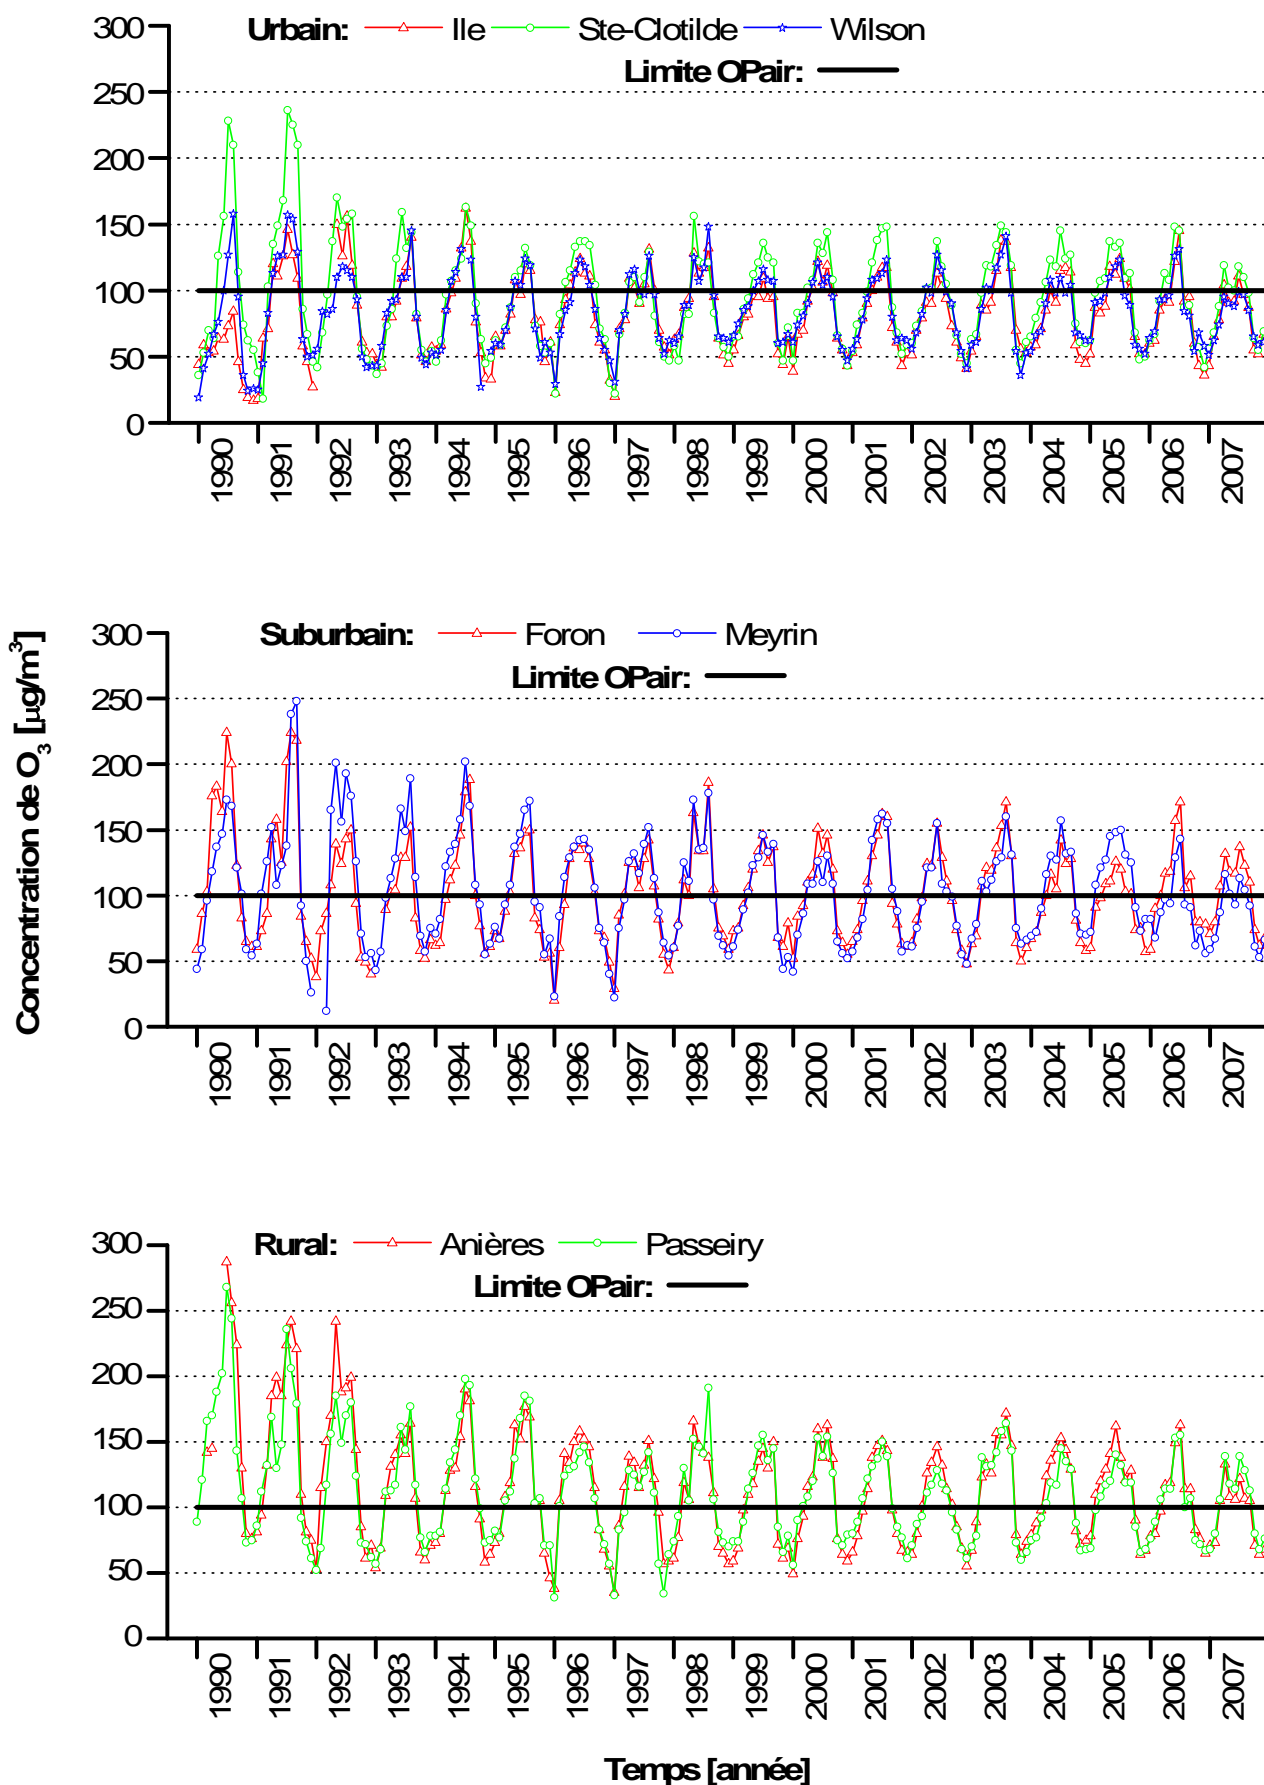 Urbain: Ile Ste-Clotilde Wilson
Limite OPair:
300
250
200
150
100
50
0
1990 1991 1992 1993 1994 1995 1996 1997 1998 1999 2000 2001 2002 2003 2004 2005 2006 2007
Concentration de O₃ [µg/m³]
Suburbain: Foron Meyrin
Limite OPair:
300
250
200
150
100
50
0
1990 1991 1992 1993 1994 1995 1996 1997 1998 1999 2000 2001 2002 2003 2004 2005 2006 2007
Rural: Anières Passeiry
Limite OPair:
300
250
200
150
100
50
0
1990 1991 1992 1993 1994 1995 1996 1997 1998 1999 2000 2001 2002 2003 2004 2005 2006 2007
Temps [année]